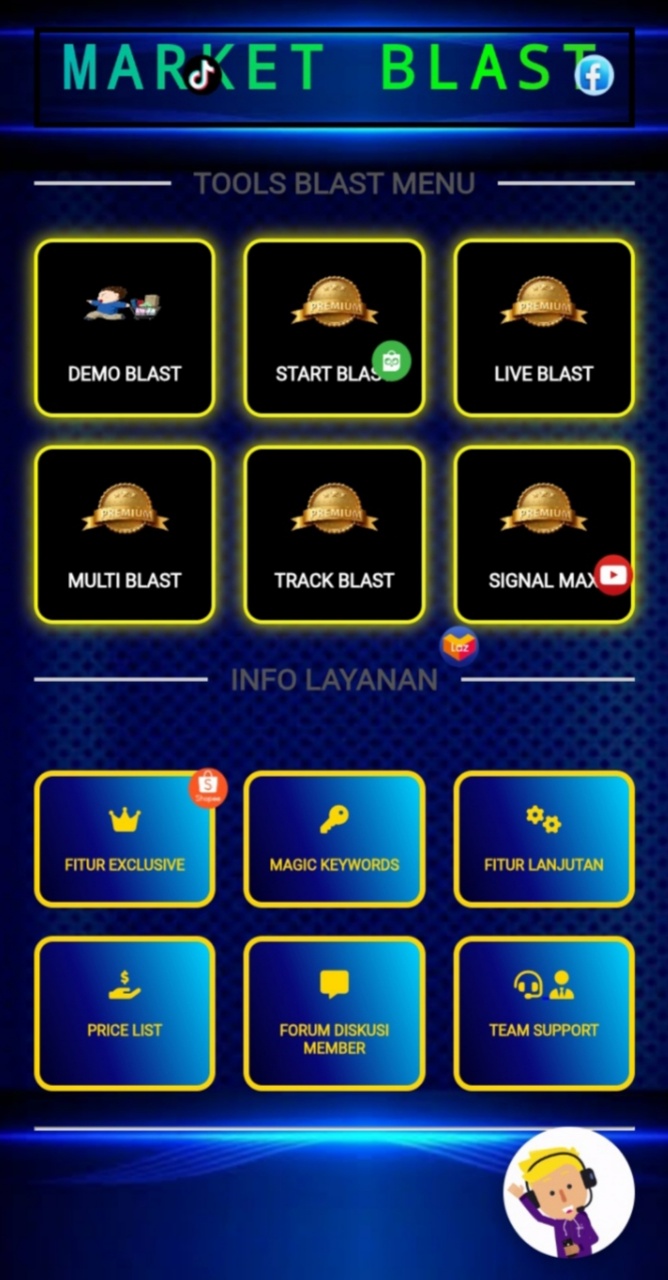 MARKET BLAST
TOOLS BLAST MENU
PREMIUM
PREMIUM
DEMO BLAST
START BLAST
LIVE BLAST
PREMIUM
PREMIUM
PREMIUM
MULTI BLAST
TRACK BLAST
SIGNAL MAX
Laz
INFO LAYANAN
S
Shopee
FITUR EXCLUSIVE
MAGIC KEYWORDS
FITUR LANJUTAN
$
PRICE LIST
FORUM DISKUSI
MEMBER
TEAM SUPPORT